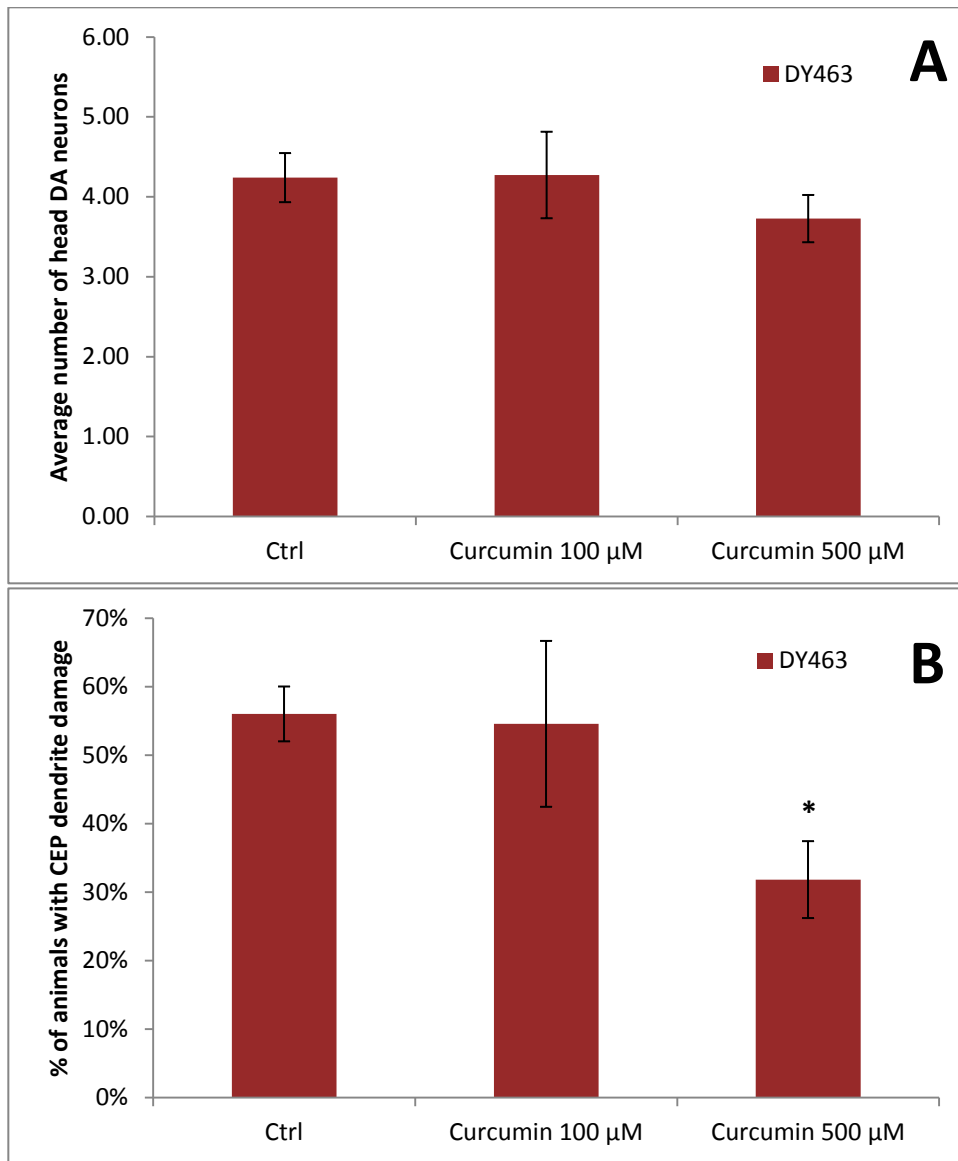 A
DY463
Average number of head DA neurons
6.00
5.00
4.00
3.00
2.00
1.00
0.00
Ctrl Curcumin 100 µM Curcumin 500 µM
B
DY463
% of animals with CEP dendrite damage
70%
60%
50%
40%
30%
20%
10%
0%
*
Ctrl Curcumin 100 µM Curcumin 500 µM